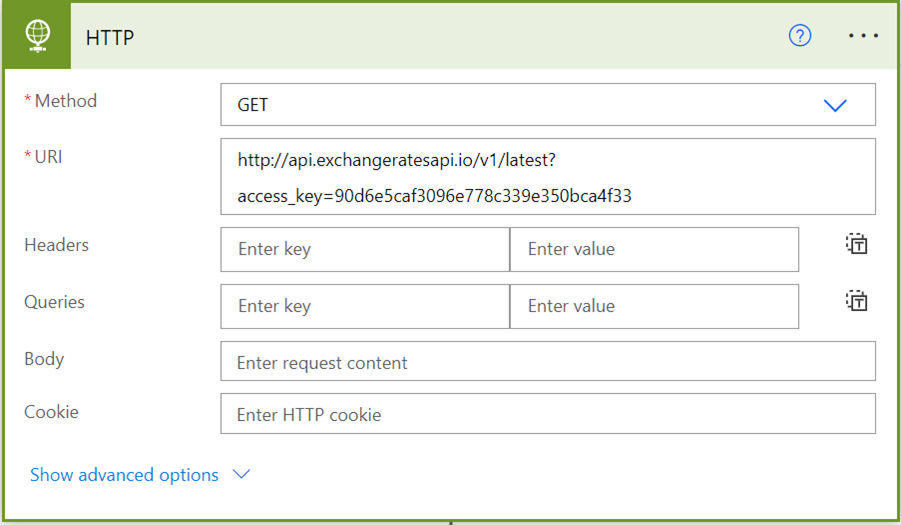 HTTP
* Method
GET
* URI
http://api.exchangeratesapi.io/v1/latest?
access_key=90d6e5caf3096e778c339e350bca4f33
Headers
Enter key
Enter value
Queries
Enter key
Enter value
Body
Enter request content
Cookie
Enter HTTP cookie
Show advanced options